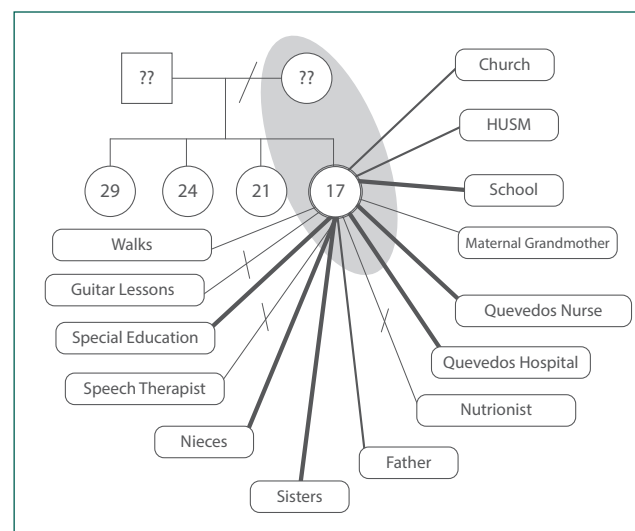 ??
??
Church
HUSM
29
24
21
17
School
Walks
Maternal Grandmother
Guitar Lessons
Quevedos Nurse
Special Education
Quevedos Hospital
Speech Therapist
Nutrionist
Nieces
Father
Sisters